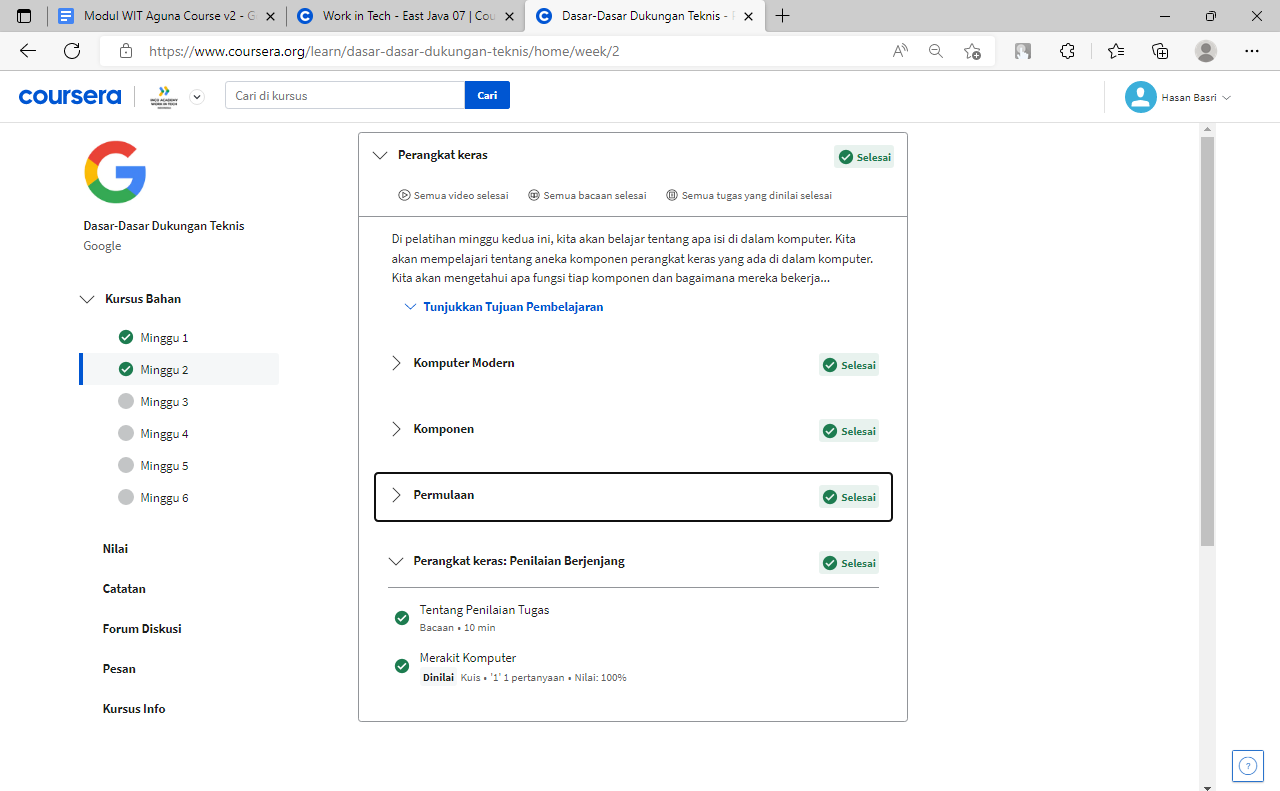 Modul WIT Aguna Course v2 - G
Work in Tech - East Java 07 | Cou
Dasar-Dasar Dukungan Teknis -
https://www.coursera.org/learn/dasar-dasar-dukungan-teknis/home/week/2
coursera
Cari di kursus
Cari
Hasan Basri
Dasar-Dasar Dukungan Teknis
Google
Kursus Bahan
Minggu 1
Minggu 2
Minggu 3
Minggu 4
Minggu 5
Minggu 6
Nilai
Catatan
Forum Diskusi
Pesan
Kursus Info
Perangkat keras
Selesai
Semua video selesai
Semua bacaan selesai
Semua tugas yang dinilai selesai
Di pelatihan minggu kedua ini, kita akan belajar tentang apa isi di dalam komputer. Kita
akan mempelajari tentang aneka komponen perangkat keras yang ada di dalam komputer.
Kita akan mengetahui apa fungsi tiap komponen dan bagaimana mereka bekerja...
Tunjukkan Tujuan Pembelajaran
Komputer Modern
Selesai
Komponen
Selesai
Permulaan
Selesai
Perangkat keras: Penilaian Berjenjang
Selesai
Tentang Penilaian Tugas
Bacaan • 10 min
Merakit Komputer
Dinilai Kuis • '1' 1 pertanyaan • Nilai: 100%
?